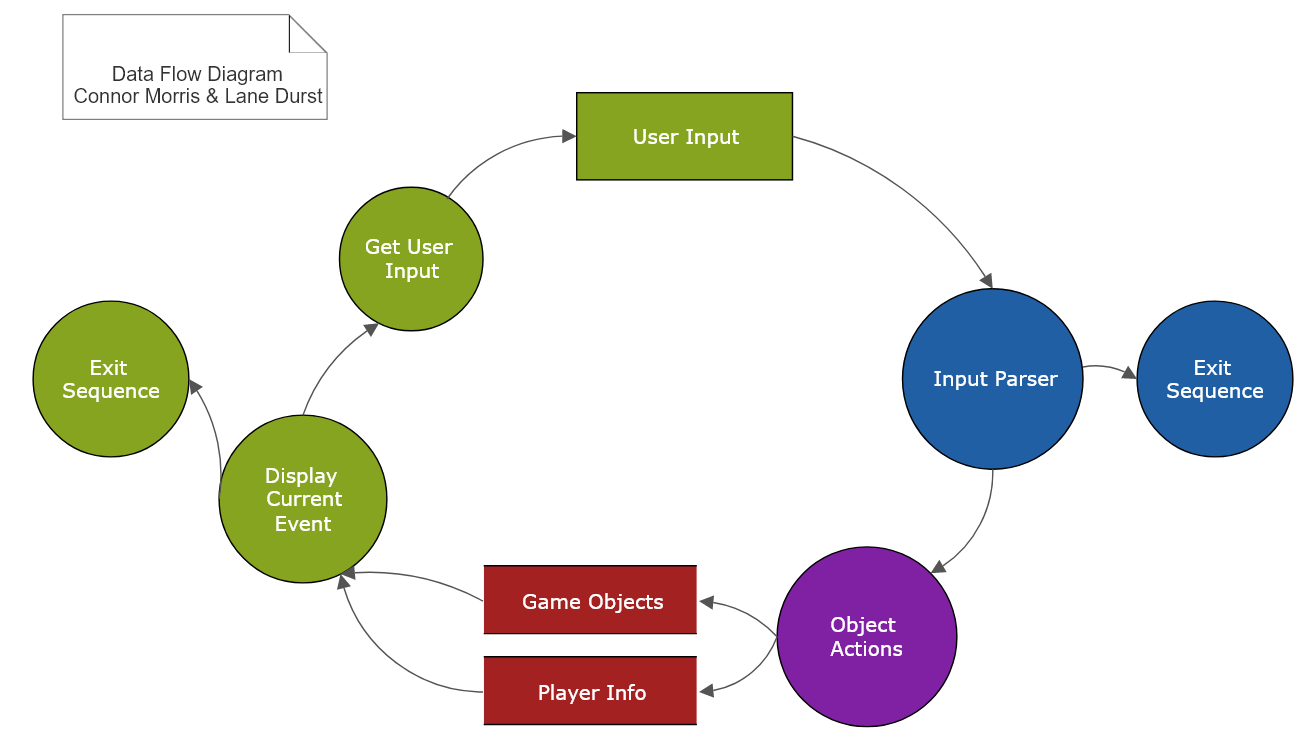 Data Flow Diagram
Connor Morris & Lane Durst
User Input
Get User
Input
Exit
Sequence
Input Parser
Exit
Sequence
Display
Current
Event
Game Objects
Object
Actions
Player Info